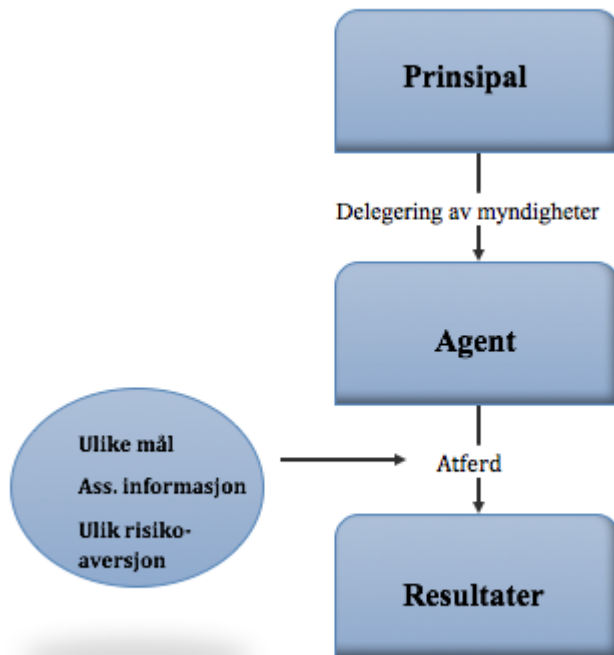 Prinsipal
Delegering av myndigheter
Agent
Ulike mål
Ass. informasjon
Ulik risiko-
aversjon
Atferd
Resultater